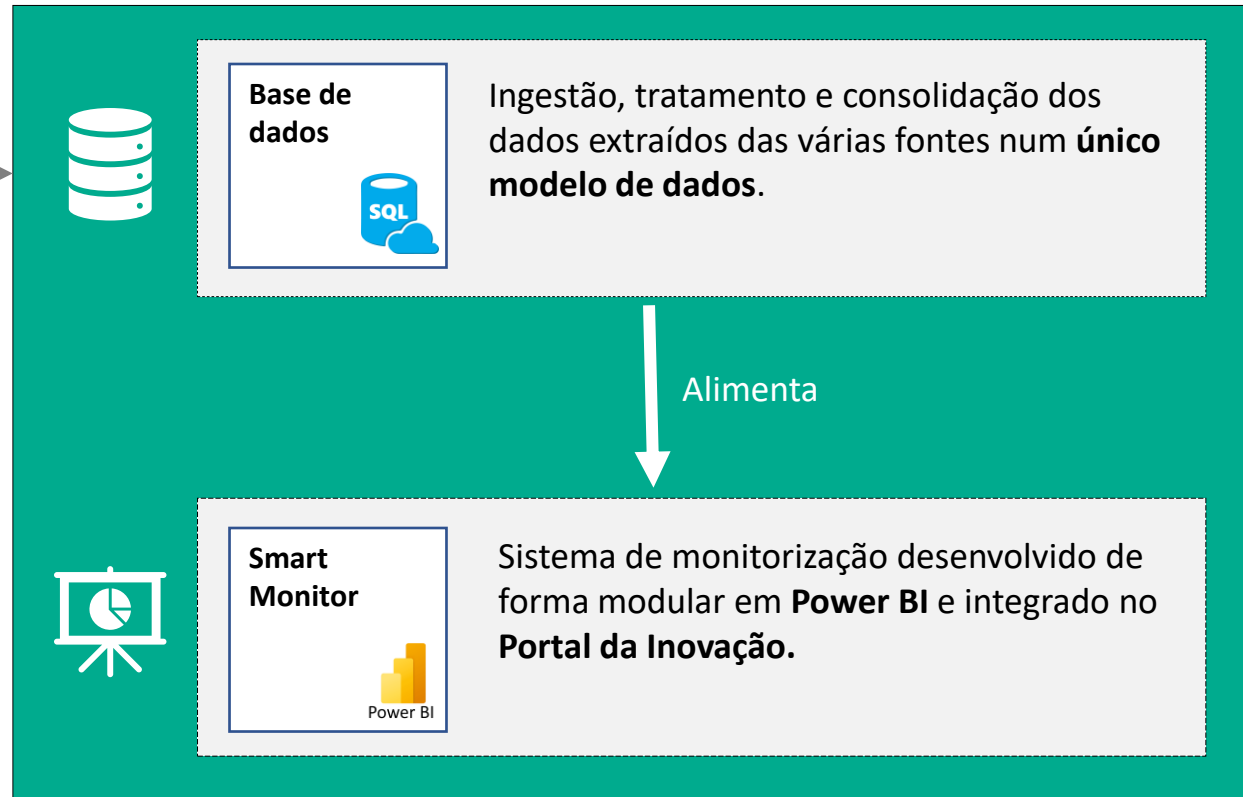 Base de
dados
SQL
Ingestão, tratamento e consolidação dos
dados extraídos das várias fontes num único
modelo de dados.
Alimenta
Smart
Monitor
Power BI
Sistema de monitorização desenvolvido de
forma modular em Power BI e integrado no
Portal da Inovação.